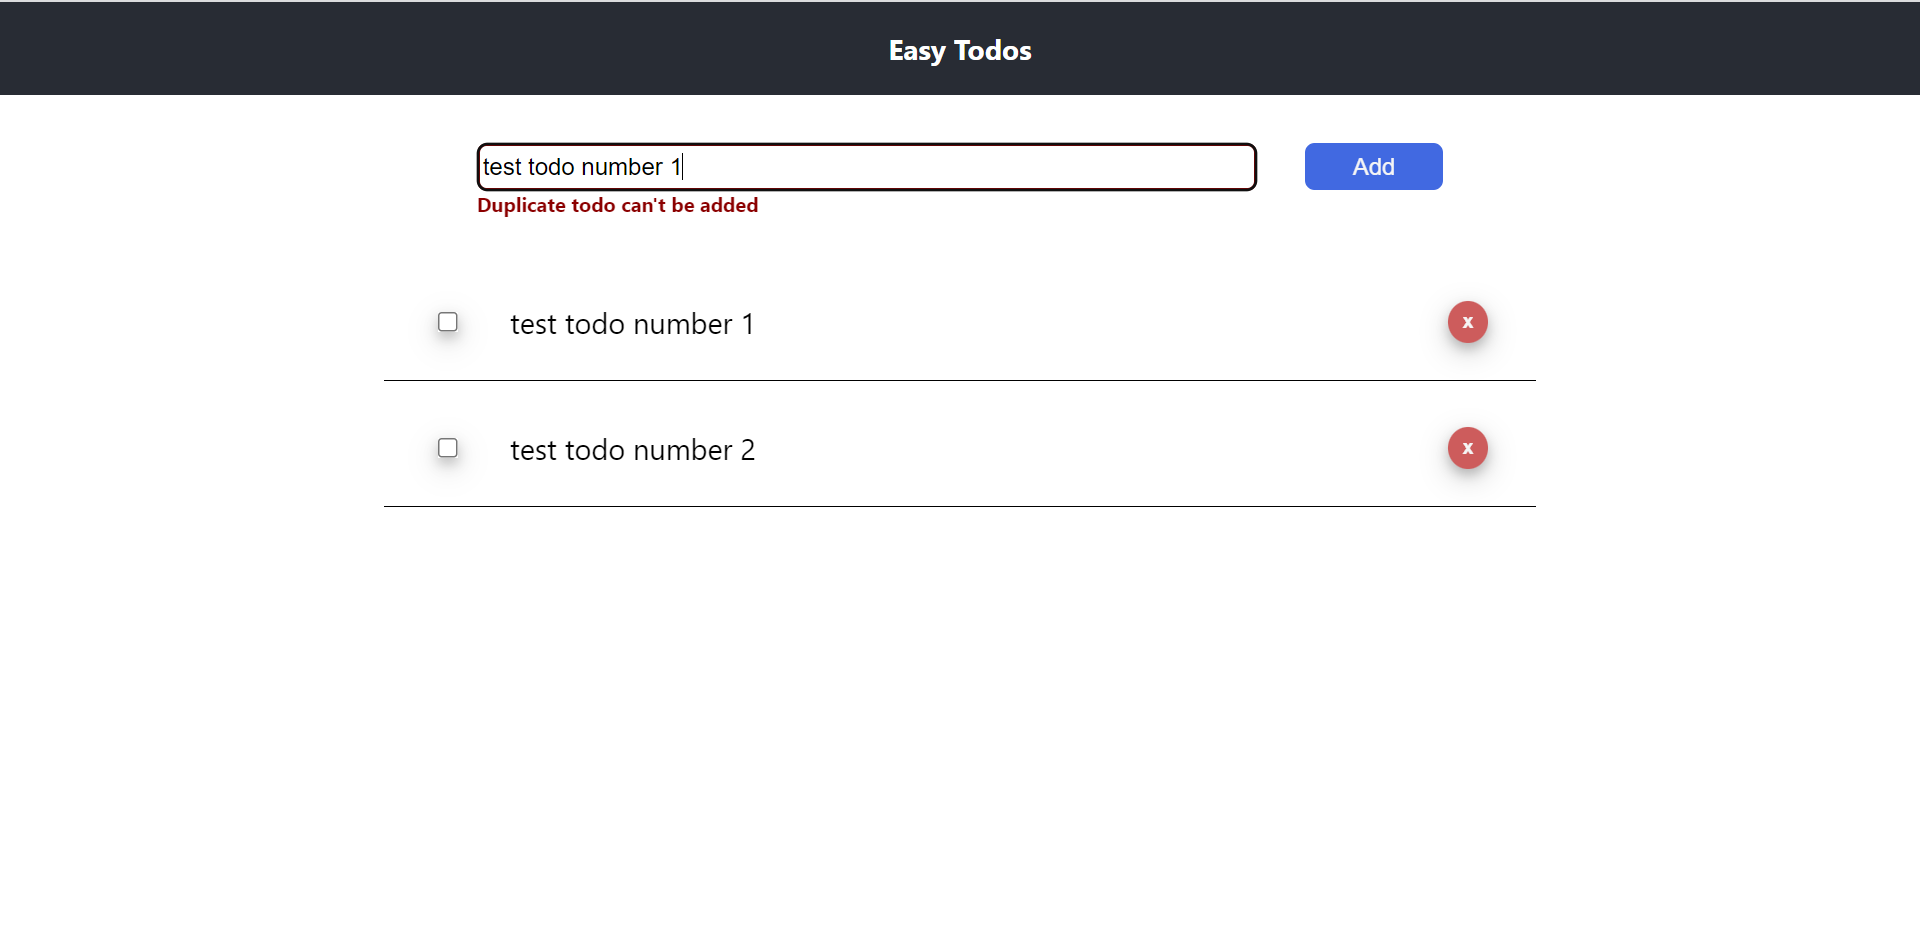 Easy Todos
test todo number 1
Add
Duplicate todo can't be added
test todo number 1
x
test todo number 2
x